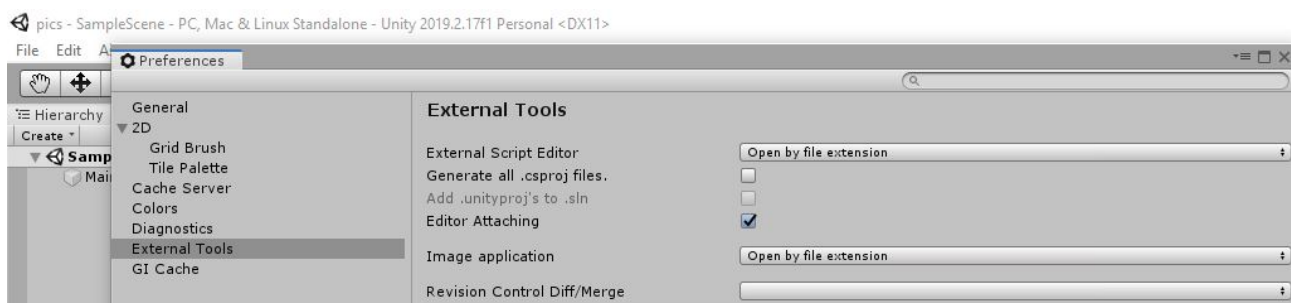 pics - SampleScene - PC, Mac & Linux Standalone - Unity 2019.2.17f1 Personal <DX11>
File Edit
Preferences
Hierarchy
Create
General
2D
Grid Brush
Tile Palette
Cache Server
Colors
Diagnostics
External Tools
GI Cache
External Tools
External Script Editor Open by file extension
Generate all .csproj files.
Add .unityproj's to .sln
Editor Attaching
Image application Open by file extension
Revision Control Diff/Merge